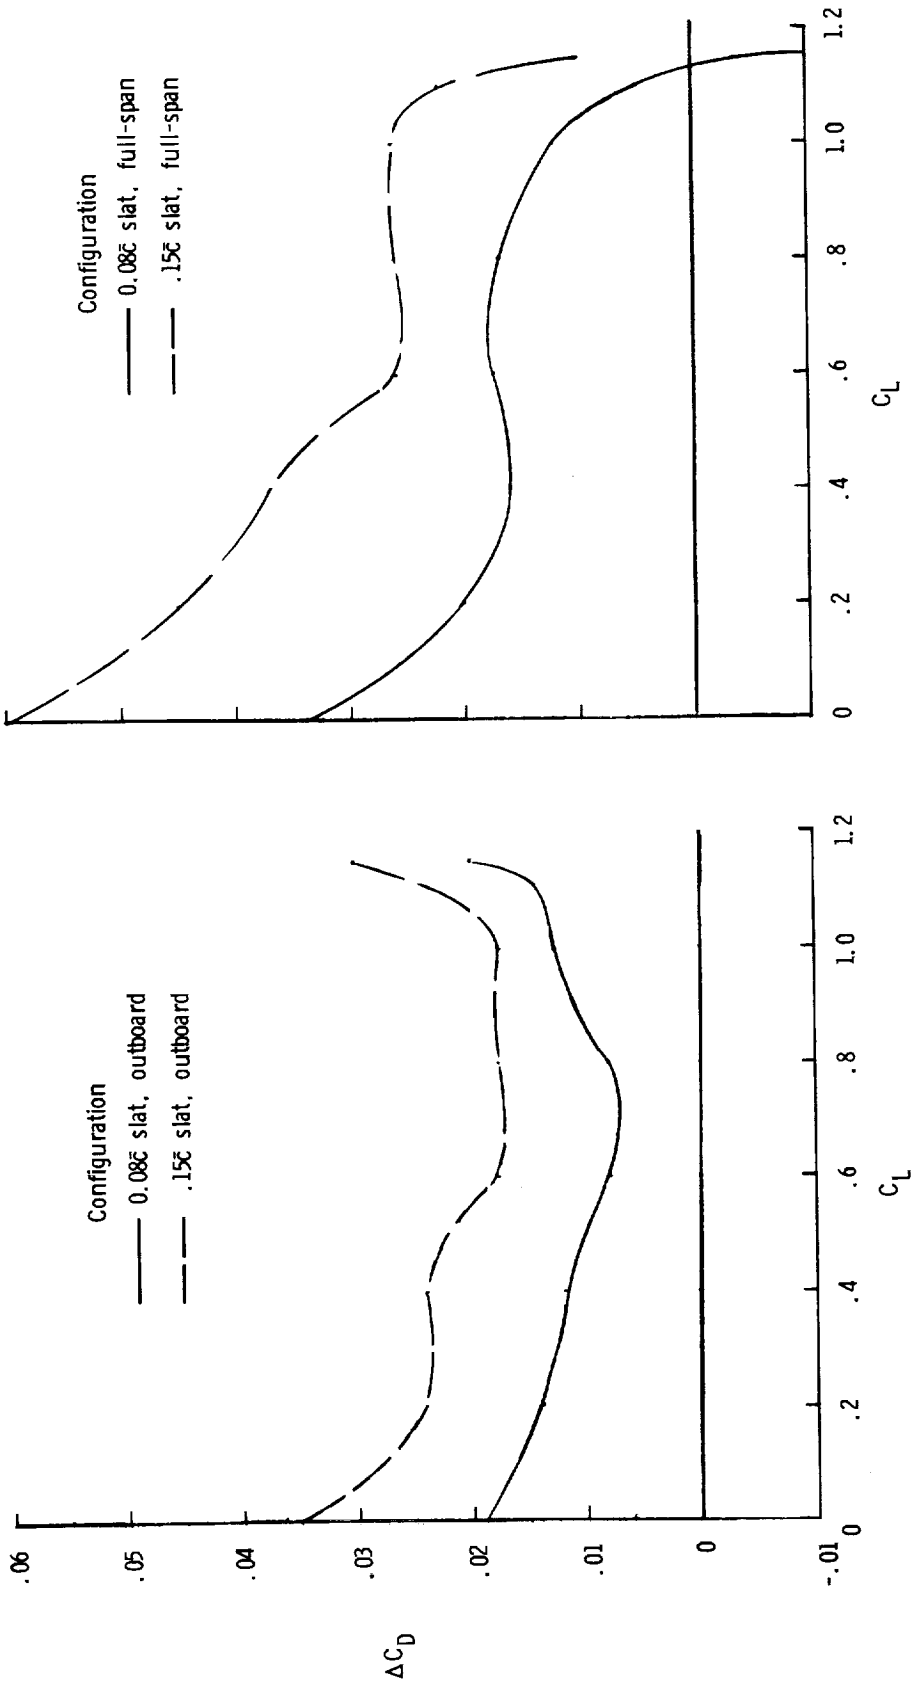 .06
.05
.04
.03
.02
.01
0
-.01
ΔC_D
Configuration
0.08c̄ slat, outboard
.15c̄ slat, outboard
0 .2 .4 .6 .8 1.0 1.2
C_L
Configuration
0.08c̄ slat, full-span
.15c̄ slat, full-span
0 .2 .4 .6 .8 1.0 1.2
C_L